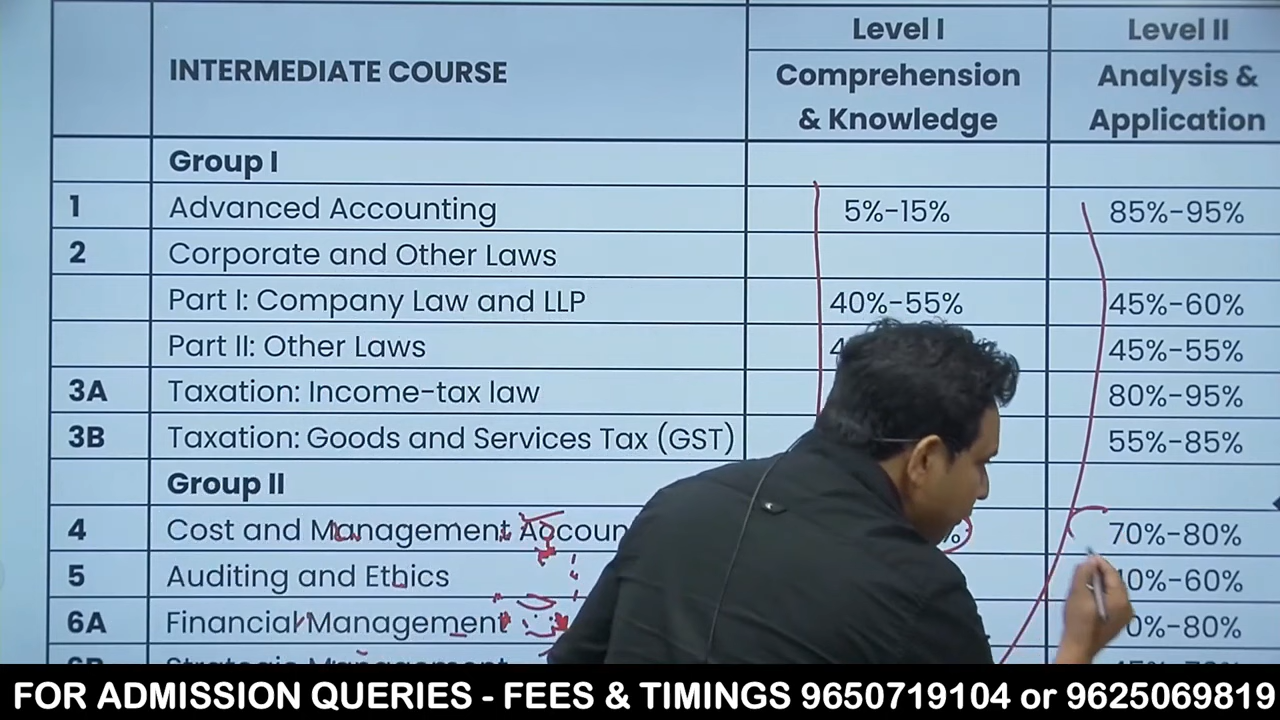 Level I Level II
INTERMEDIATE COURSE Comprehension & Knowledge Analysis & Application
Group I
1 Advanced Accounting 5%-15% 85%-95%
2 Corporate and Other Laws
Part I: Company Law and LLP 40%-55% 45%-60%
Part II: Other Laws 45%-55%
3A Taxation: Income-tax law 80%-95%
3B Taxation: Goods and Services Tax (GST) 55%-85%
Group II
4 Cost and Management 70%-80%
5 Auditing and Ethics
6A Financial Management
FOR ADMISSION QUERIES - FEES & TIMINGS 9650719104 or 9625069819